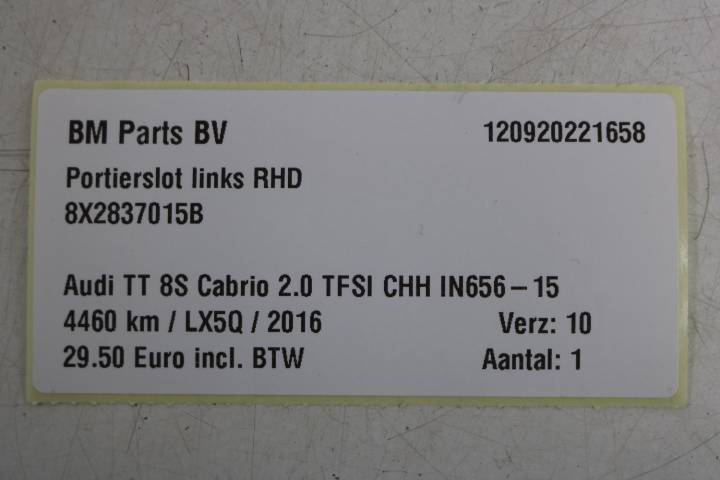 BM Parts BV 120920221658
Portierslot links RHD
8X2837015B
Audi TT 8S Cabrio 2.0 TFSI CHH IN656 – 15
4460 km / LX5Q / 2016 Verz: 10
29.50 Euro incl. BTW Aantal: 1